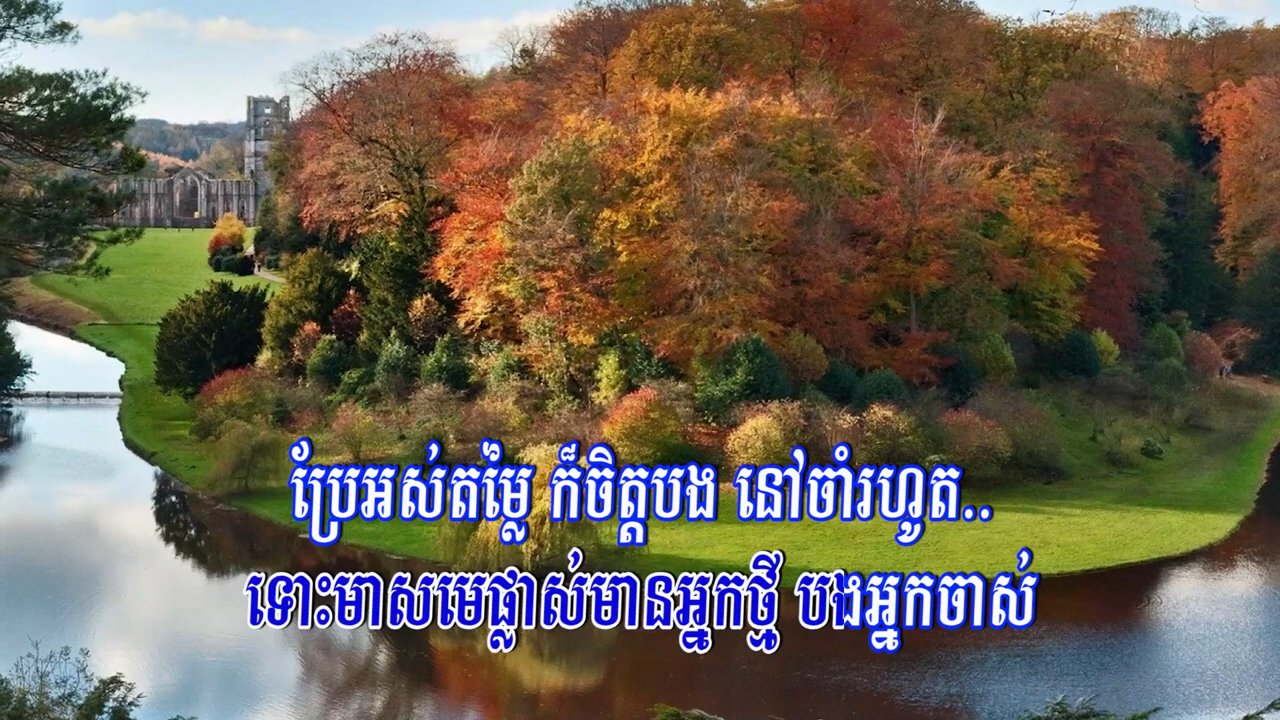 ប្រែអស់តម្លៃ ក៏ចិត្តបង នៅចាំរហូត..
ទោះមាសមេផ្លាស់មានអ្នកថ្មី បងអ្នកចាស់